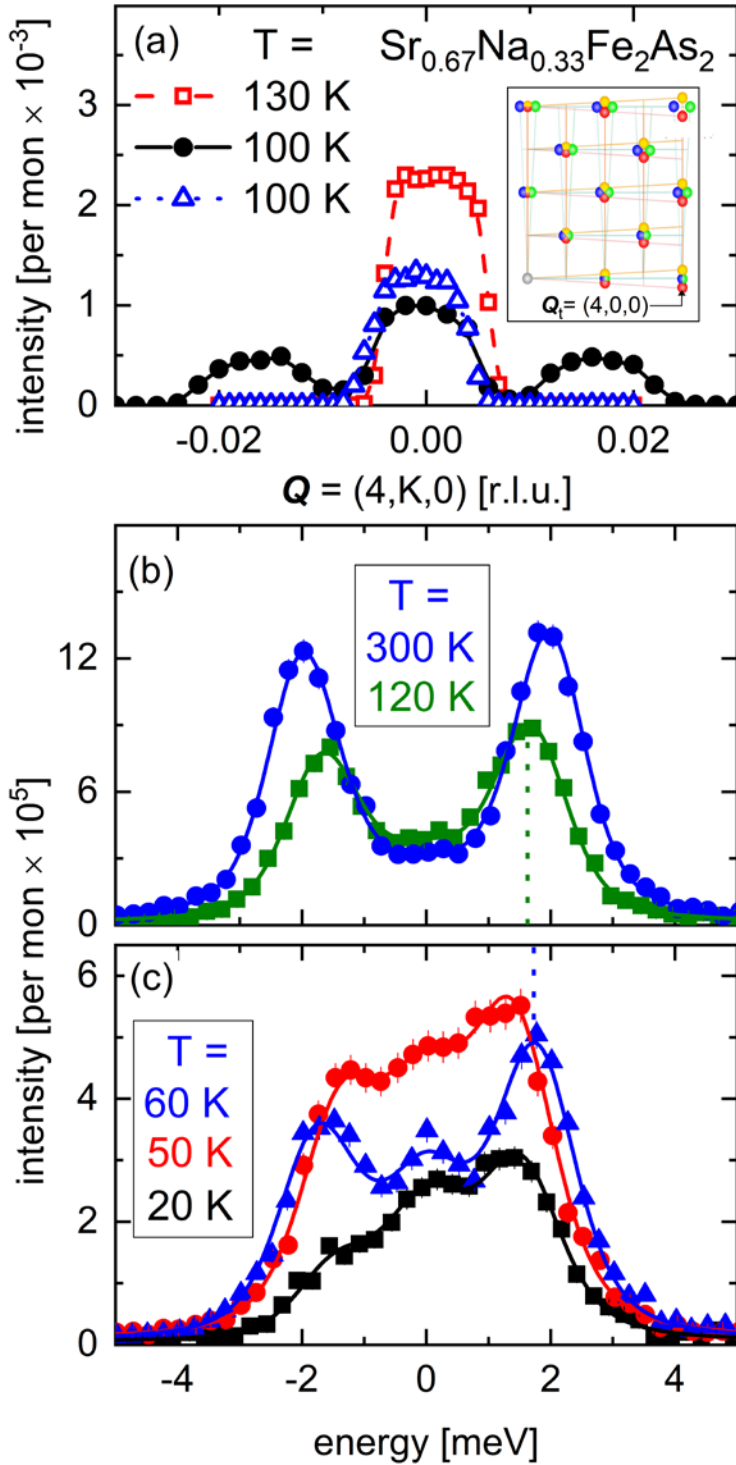 (a) T = Sr0.67Na0.33Fe2As2
130 K
100 K
100 K
Qt= (4,0,0)
intensity [per mon × 10-3]
3
2
1
0
-0.02 0.00 0.02
Q = (4,K,0) [r.l.u.]
(b)
T =
300 K
120 K
12
6
0
intensity [per mon × 105]
(c)
T =
60 K
50 K
20 K
6
4
2
0
-4 -2 0 2 4
energy [meV]